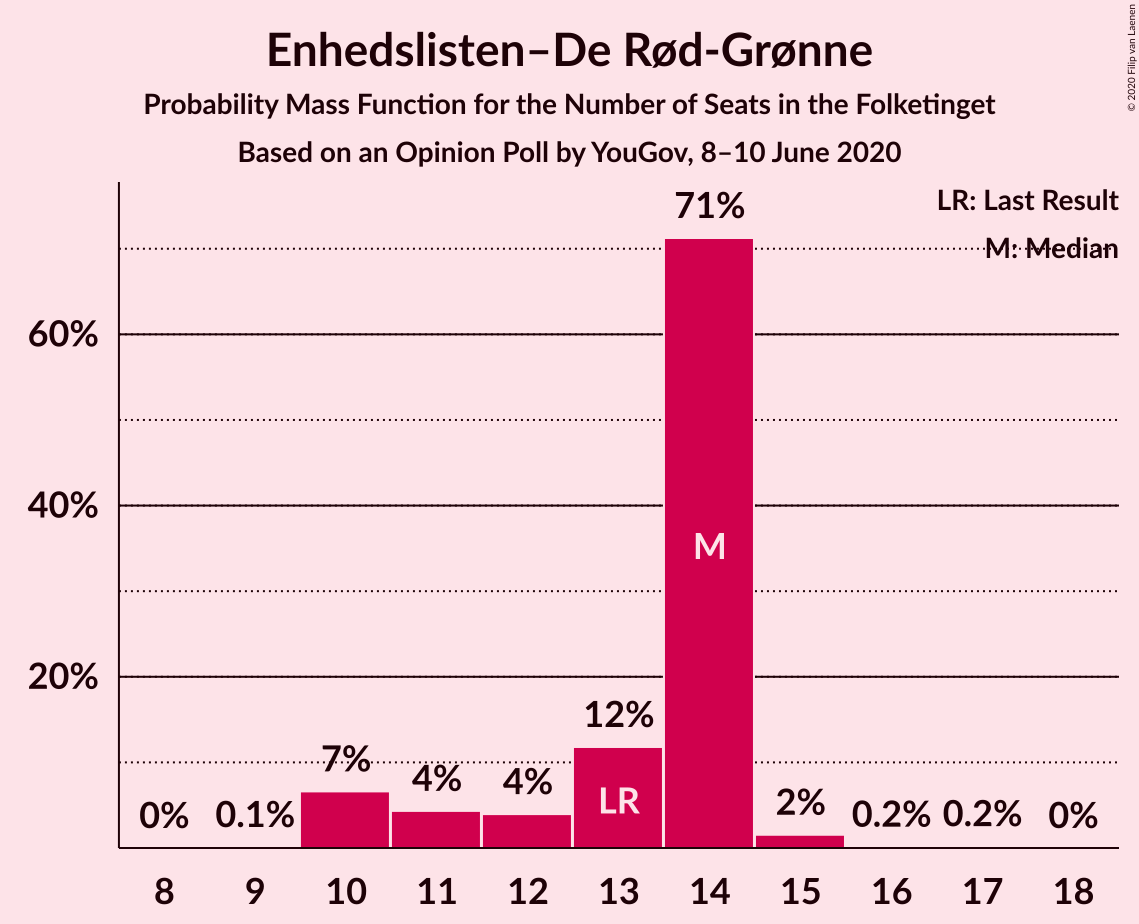 Enhedslisten–De Rød-Grønne
Probability Mass Function for the Number of Seats in the Folketinget
Based on an Opinion Poll by YouGov, 8–10 June 2020
© 2020 Filip van Laenen
LR: Last Result
M: Median
60%
40%
20%
0%
0.1%
7%
4%
4%
12%
71%
2%
0.2%
0.2%
0%
LR
M
8 9 10 11 12 13 14 15 16 17 18